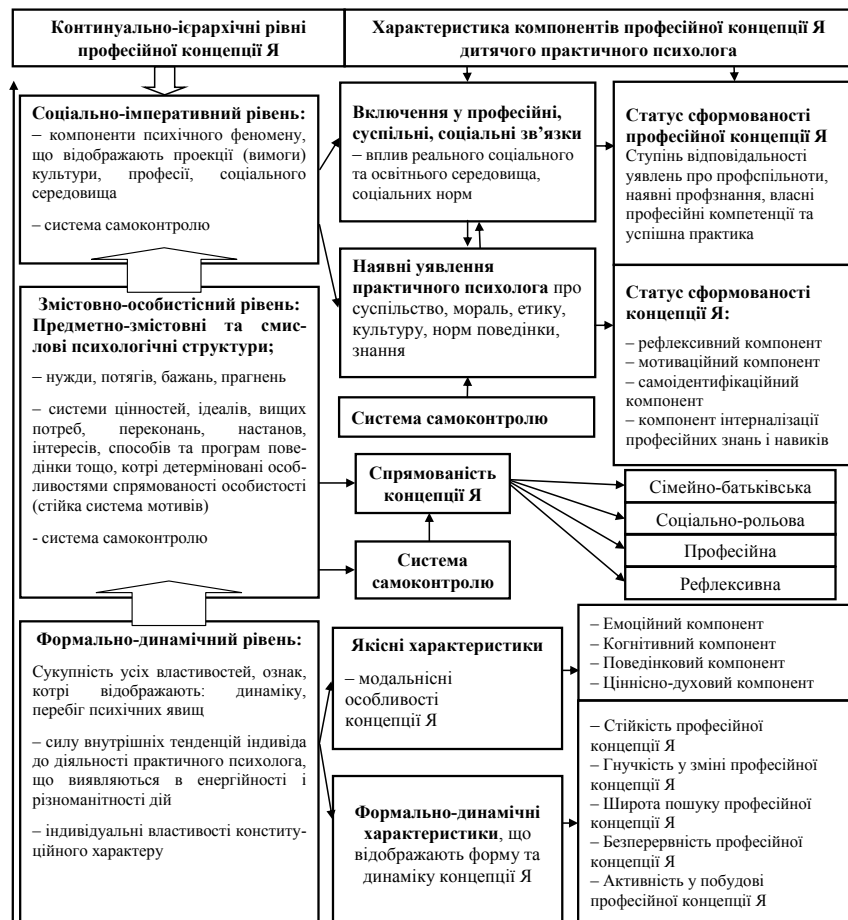 Континуально-ієрархічні рівні
професійної концепції Я
Характеристика компонентів професійної концепції Я
дитячого практичного психолога
Соціально-імперативний рівень:
– компоненти психічного феномену,
що відображають проекції (вимоги)
культури, професії, соціального
середовища
– система самоконтролю
Включення у професійні,
суспільні, соціальні зв’язки
– вплив реального соціального
та освітнього середовища,
соціальних норм
Статус сформованості
професійної концепції Я
Ступінь відповідальності
уявлень про профспільноти,
наявні профзнання, власні
професійні компетенції та
успішна практика
Наявні уявлення
практичного психолога про
суспільство, мораль, етику,
культуру, норм поведінки,
знання
Статус сформованості
концепції Я:
– рефлексивний компонент
– мотиваційний компонент
– самоідентифікаційний
компонент
– компонент інтерналізації
професійних знань і навиків
Система самоконтролю
Змістовно-особистісний рівень:
Предметно-змістовні та смис-
лові психологічні структури;
– нужди, потягів, бажань, прагнень
– системи цінностей, ідеалів, вищих
потреб, переконань, настанов,
інтересів, способів та програм пове-
дінки тощо, котрі детерміновані особ-
ливостями спрямованості особистості
(стійка система мотивів)
- система самоконтролю
Спрямованість
концепції Я
Система
самоконтролю
Сімейно-батьківська
Соціально-рольова
Професійна
Рефлексивна
Формально-динамічний рівень:
Сукупність усіх властивостей, ознак,
котрі відображають: динаміку,
перебіг психічних явищ
– силу внутрішніх тенденцій індивіда
до діяльності практичного психолога,
що виявляються в енергійності і
різноманітності дій
– індивідуальні властивості конститу-
ційного характеру
Якісні характеристики
– модальнісні
особливості
концепції Я
– Емоційний компонент
– Когнітивний компонент
– Поведінковий компонент
– Ціннісно-духовий компонент
Формально-динамічні
характеристики, що
відображають форму та
динаміку концепції Я
– Стійкість професійної
концепції Я
– Гнучкість у зміні професійної
концепції Я
– Широта пошуку професійної
концепції Я
– Безперервність професійної
концепції Я
– Активність у побудові
професійної концепції Я